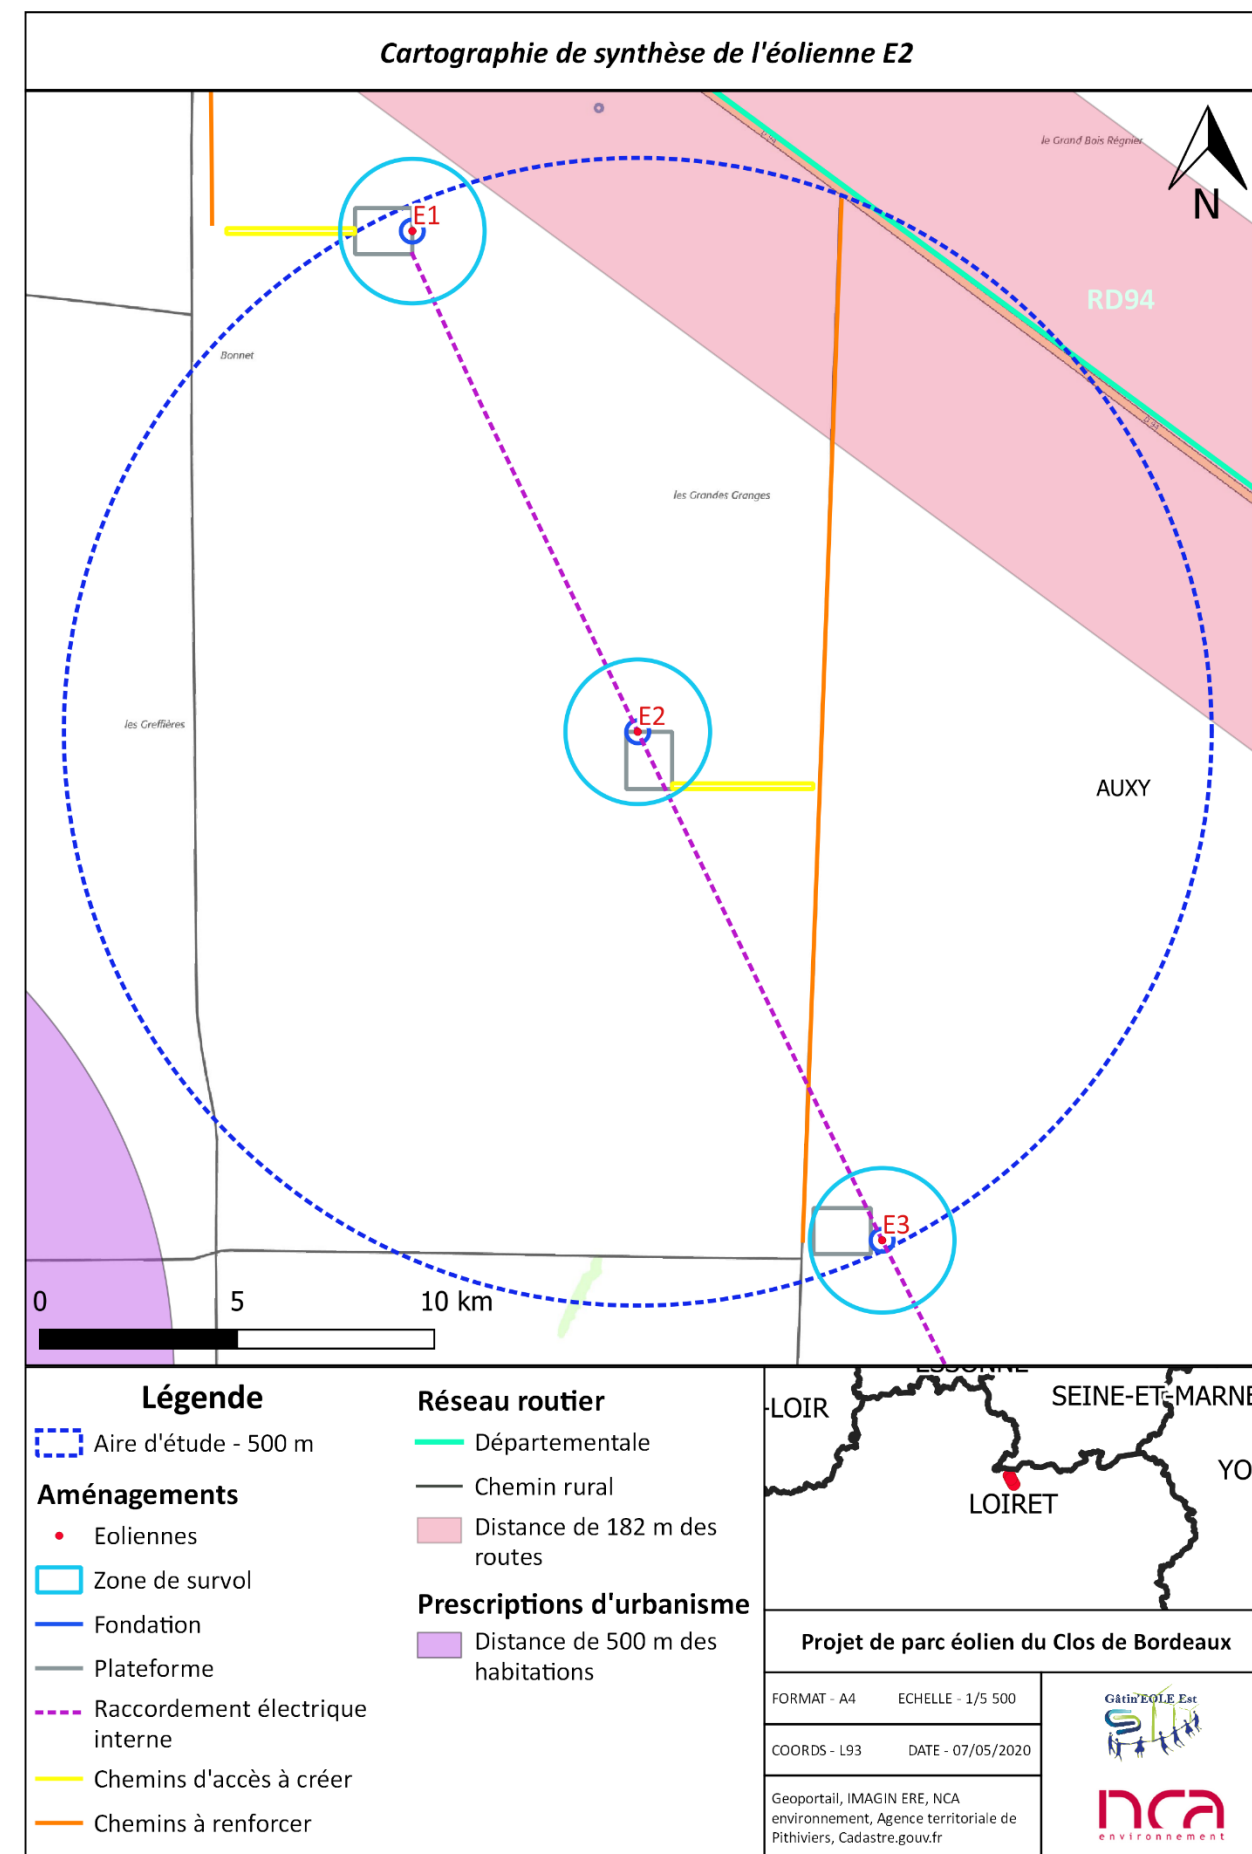 Cartographie de synthèse de l'éolienne E2
le Grand Bois Régnier
D 94
N
E1
RD94
Bonnet
D 94
les Grandes Granges
E2
les Greffières
AUXY
E3
0 5 10 km
Légende
Aire d'étude - 500 m
Aménagements
Eoliennes
Zone de survol
Fondation
Plateforme
Raccordement électrique
interne
Chemins d'accès à créer
Chemins à renforcer
Réseau routier
Départementale
Chemin rural
Distance de 182 m des
routes
Prescriptions d'urbanisme
Distance de 500 m des
habitations
ESSONNE
-LOIR
SEINE-ET-MARNE
YO
LOIRET
Projet de parc éolien du Clos de Bordeaux
FORMAT - A4 ECHELLE - 1/5 500
COORDS - L93 DATE - 07/05/2020
Geoportail, IMAGIN ERE, NCA
environnement, Agence territoriale de
Pithiviers, Cadastre.gouv.fr
Gâtin'EOLE Est
nca
environnement